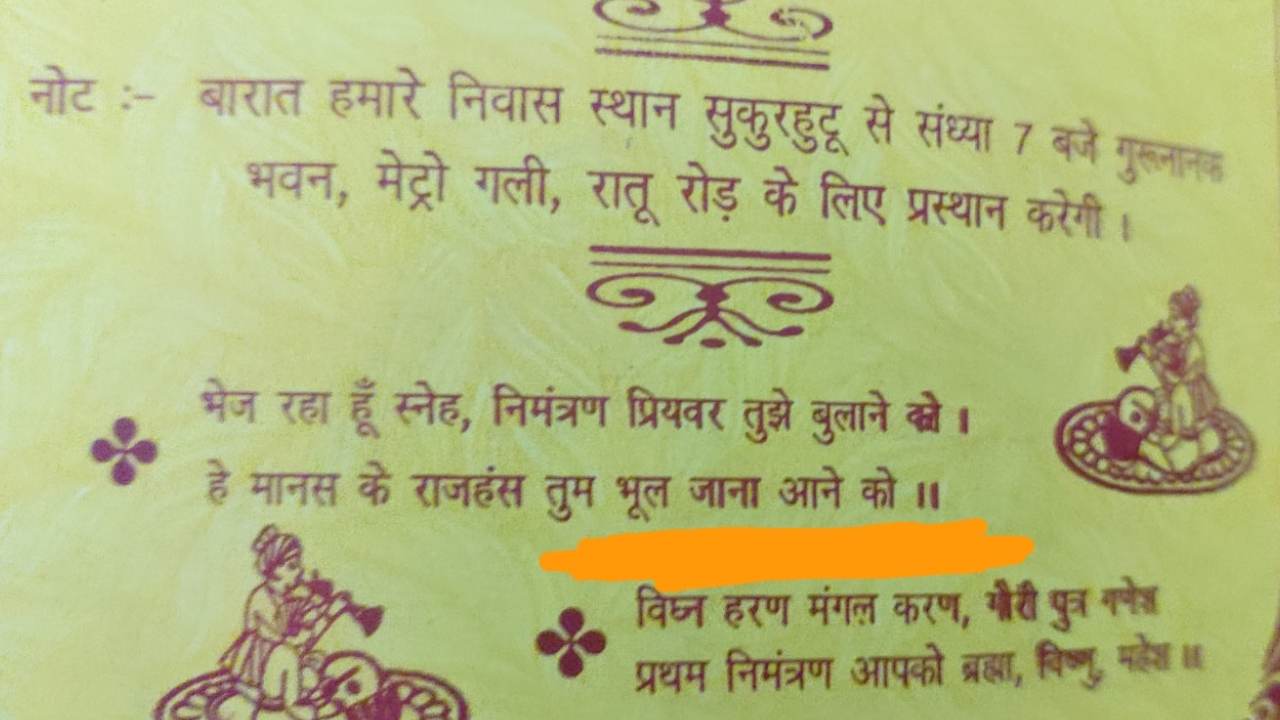 नोट :- बारात हमारे निवास स्थान सुकुरहुटू से संध्या 7 बजे गुरूनानक
भवन, मेट्रो गली, रातू रोड़ के लिए प्रस्थान करेगी ।
भेज रहा हूँ स्नेह, निमंत्रण प्रियवर तुझे बुलाने को ।
हे मानस के राजहंस तुम भूल जाना आने को ॥
विघ्न हरण मंगल करण, गौरी पुत्र गणेश
प्रथम निमंत्रण आपको ब्रह्मा, विष्णु, महेश ॥